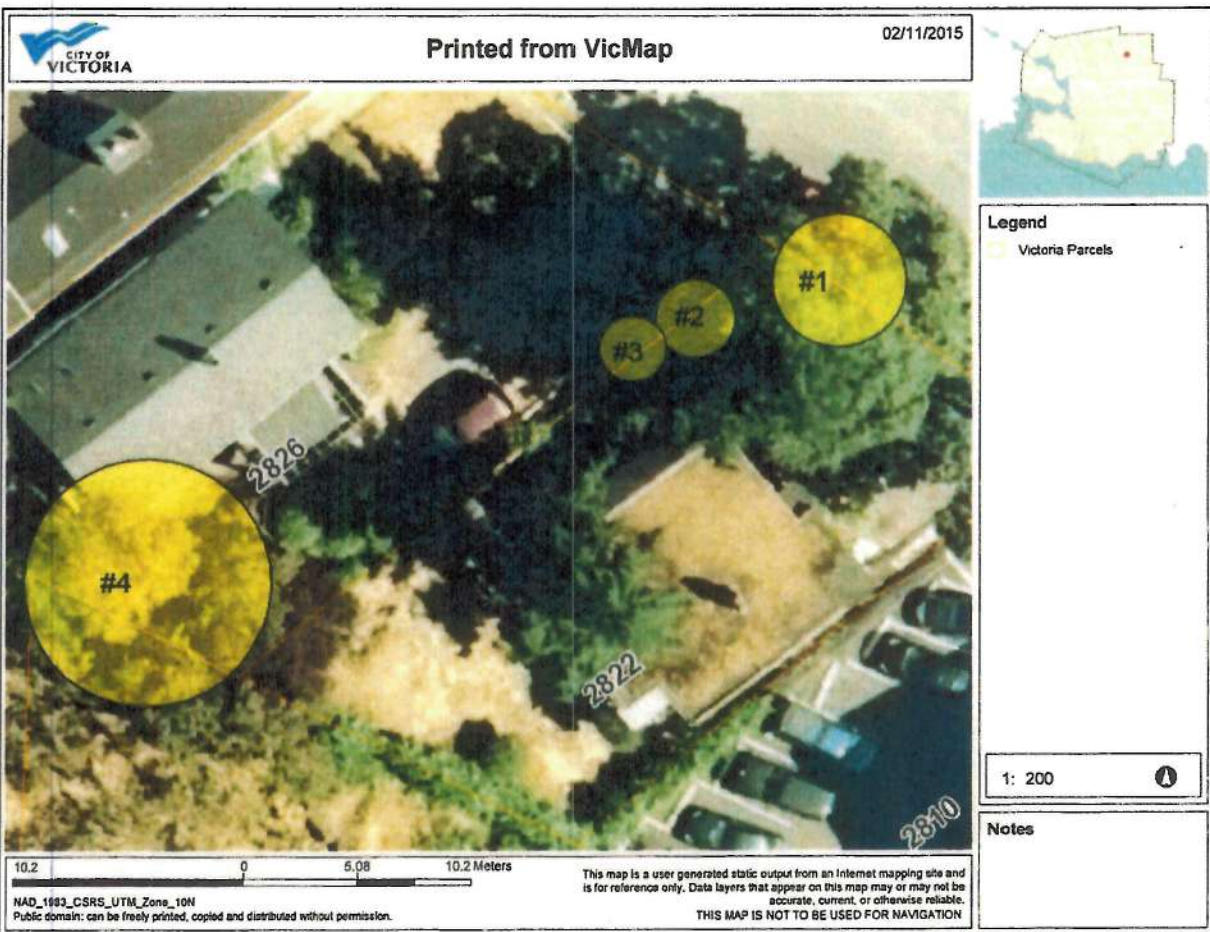 CITY OF
VICTORIA
Printed from VicMap
02/11/2015
#1
#2
#3
2826
#4
2822
2810
Legend
Victoria Parcels
1: 200
Notes
10.2 0 5.08 10.2 Meters
NAD_1983_CSRS_UTM_Zone_10N
Public domain: can be freely printed, copied and distributed without permission.
This map is a user generated static output from an Internet mapping site and
is for reference only. Data layers that appear on this map may or may not be
accurate, current, or otherwise reliable.
THIS MAP IS NOT TO BE USED FOR NAVIGATION